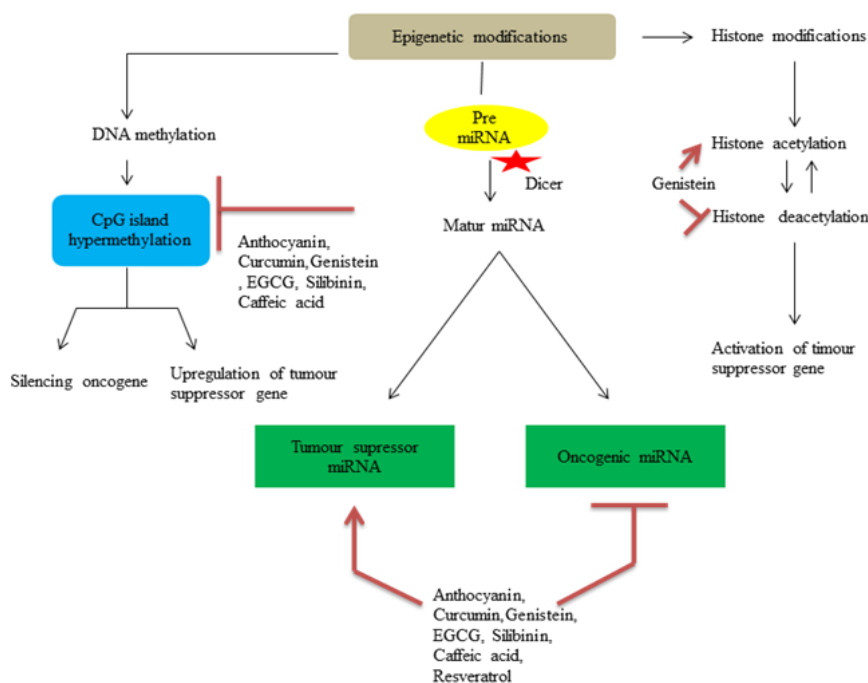 Epigenetic modifications
Histone modifications
DNA methylation
Pre
miRNA
Dicer
Histone acetylation
Genistein
Histone deacetylation
CpG island
hypermethylation
Matur miRNA
Anthocyanin,
Curcumin,Genistein
, EGCG, Silibinin,
Caffeic acid
Silencing oncogene
Upregulation of tumour
suppressor gene
Activation of timour
suppressor gene
Tumour supressor
miRNA
Oncogenic miRNA
Anthocyanin,
Curcumin,Genistein,
EGCG, Silibinin,
Caffeic acid,
Resveratrol